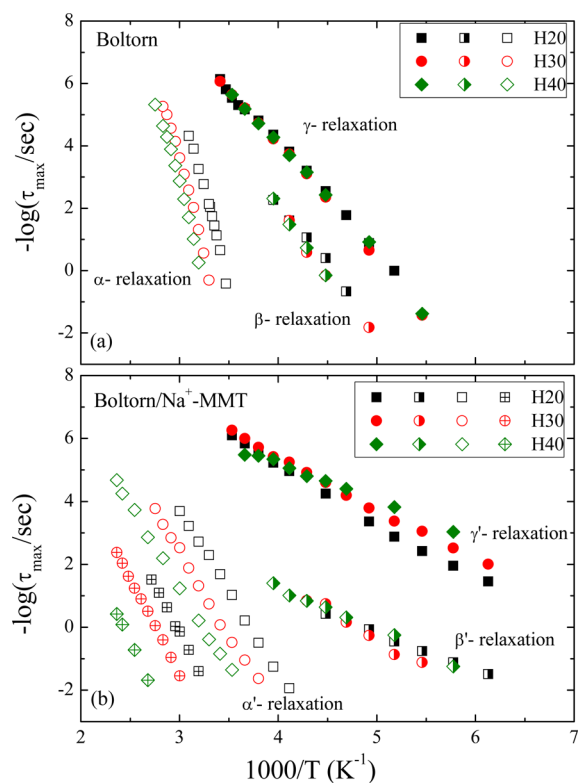 (a)
Boltorn
H20
H30
H40
γ- relaxation
α- relaxation
β- relaxation
8
6
4
2
0
-2
-log(τmax/sec)
(b)
Boltorn/Na⁺-MMT
H20
H30
H40
γ'- relaxation
β'- relaxation
α'- relaxation
8
6
4
2
0
-2
-log(τmax/sec)
2 3 4 5 6 7
1000/T (K⁻¹)